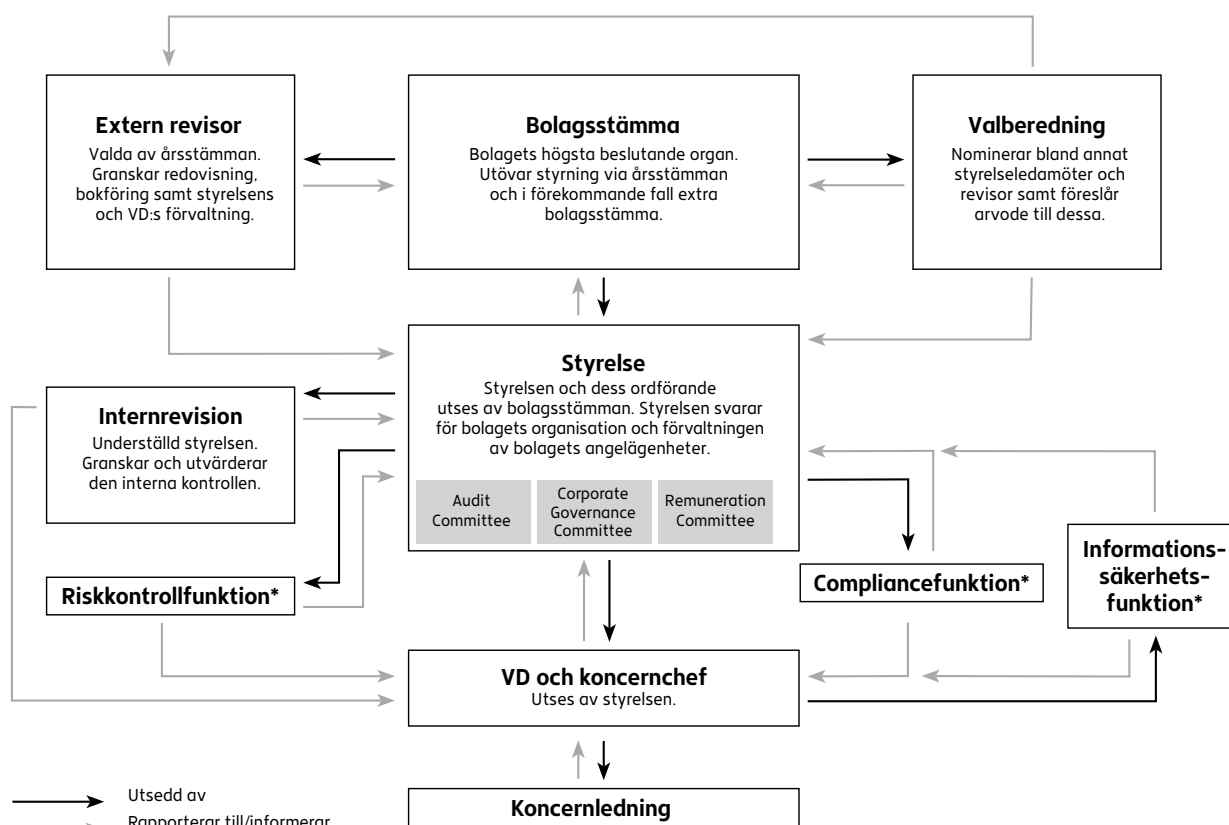 Extern revisor
Valda av årsstämman.
Granskar redovisning,
bokföring samt styrelsens
och VD:s förvaltning.
Bolagsstämma
Bolagets högsta beslutande organ.
Utövar styrning via årsstämman
och i förekommande fall extra
bolagsstämma.
Valberedning
Nominerar bland annat
styrelseledamöter och
revisor samt föreslår
arvode till dessa.
Styrelse
Styrelsen och dess ordförande
utses av bolagsstämman. Styrelsen svarar
för bolagets organisation och förvaltningen
av bolagets angelägenheter.
Audit
Committee
Corporate
Governance
Committee
Remuneration
Committee
Internrevision
Underställd styrelsen.
Granskar och utvärderar
den interna kontrollen.
Riskkontrollfunktion*
Compliancefunktion*
Informations-
säkerhets-
funktion*
VD och koncernchef
Utses av styrelsen.
Koncernledning
Utsedd av
Rapporterar till/informerar